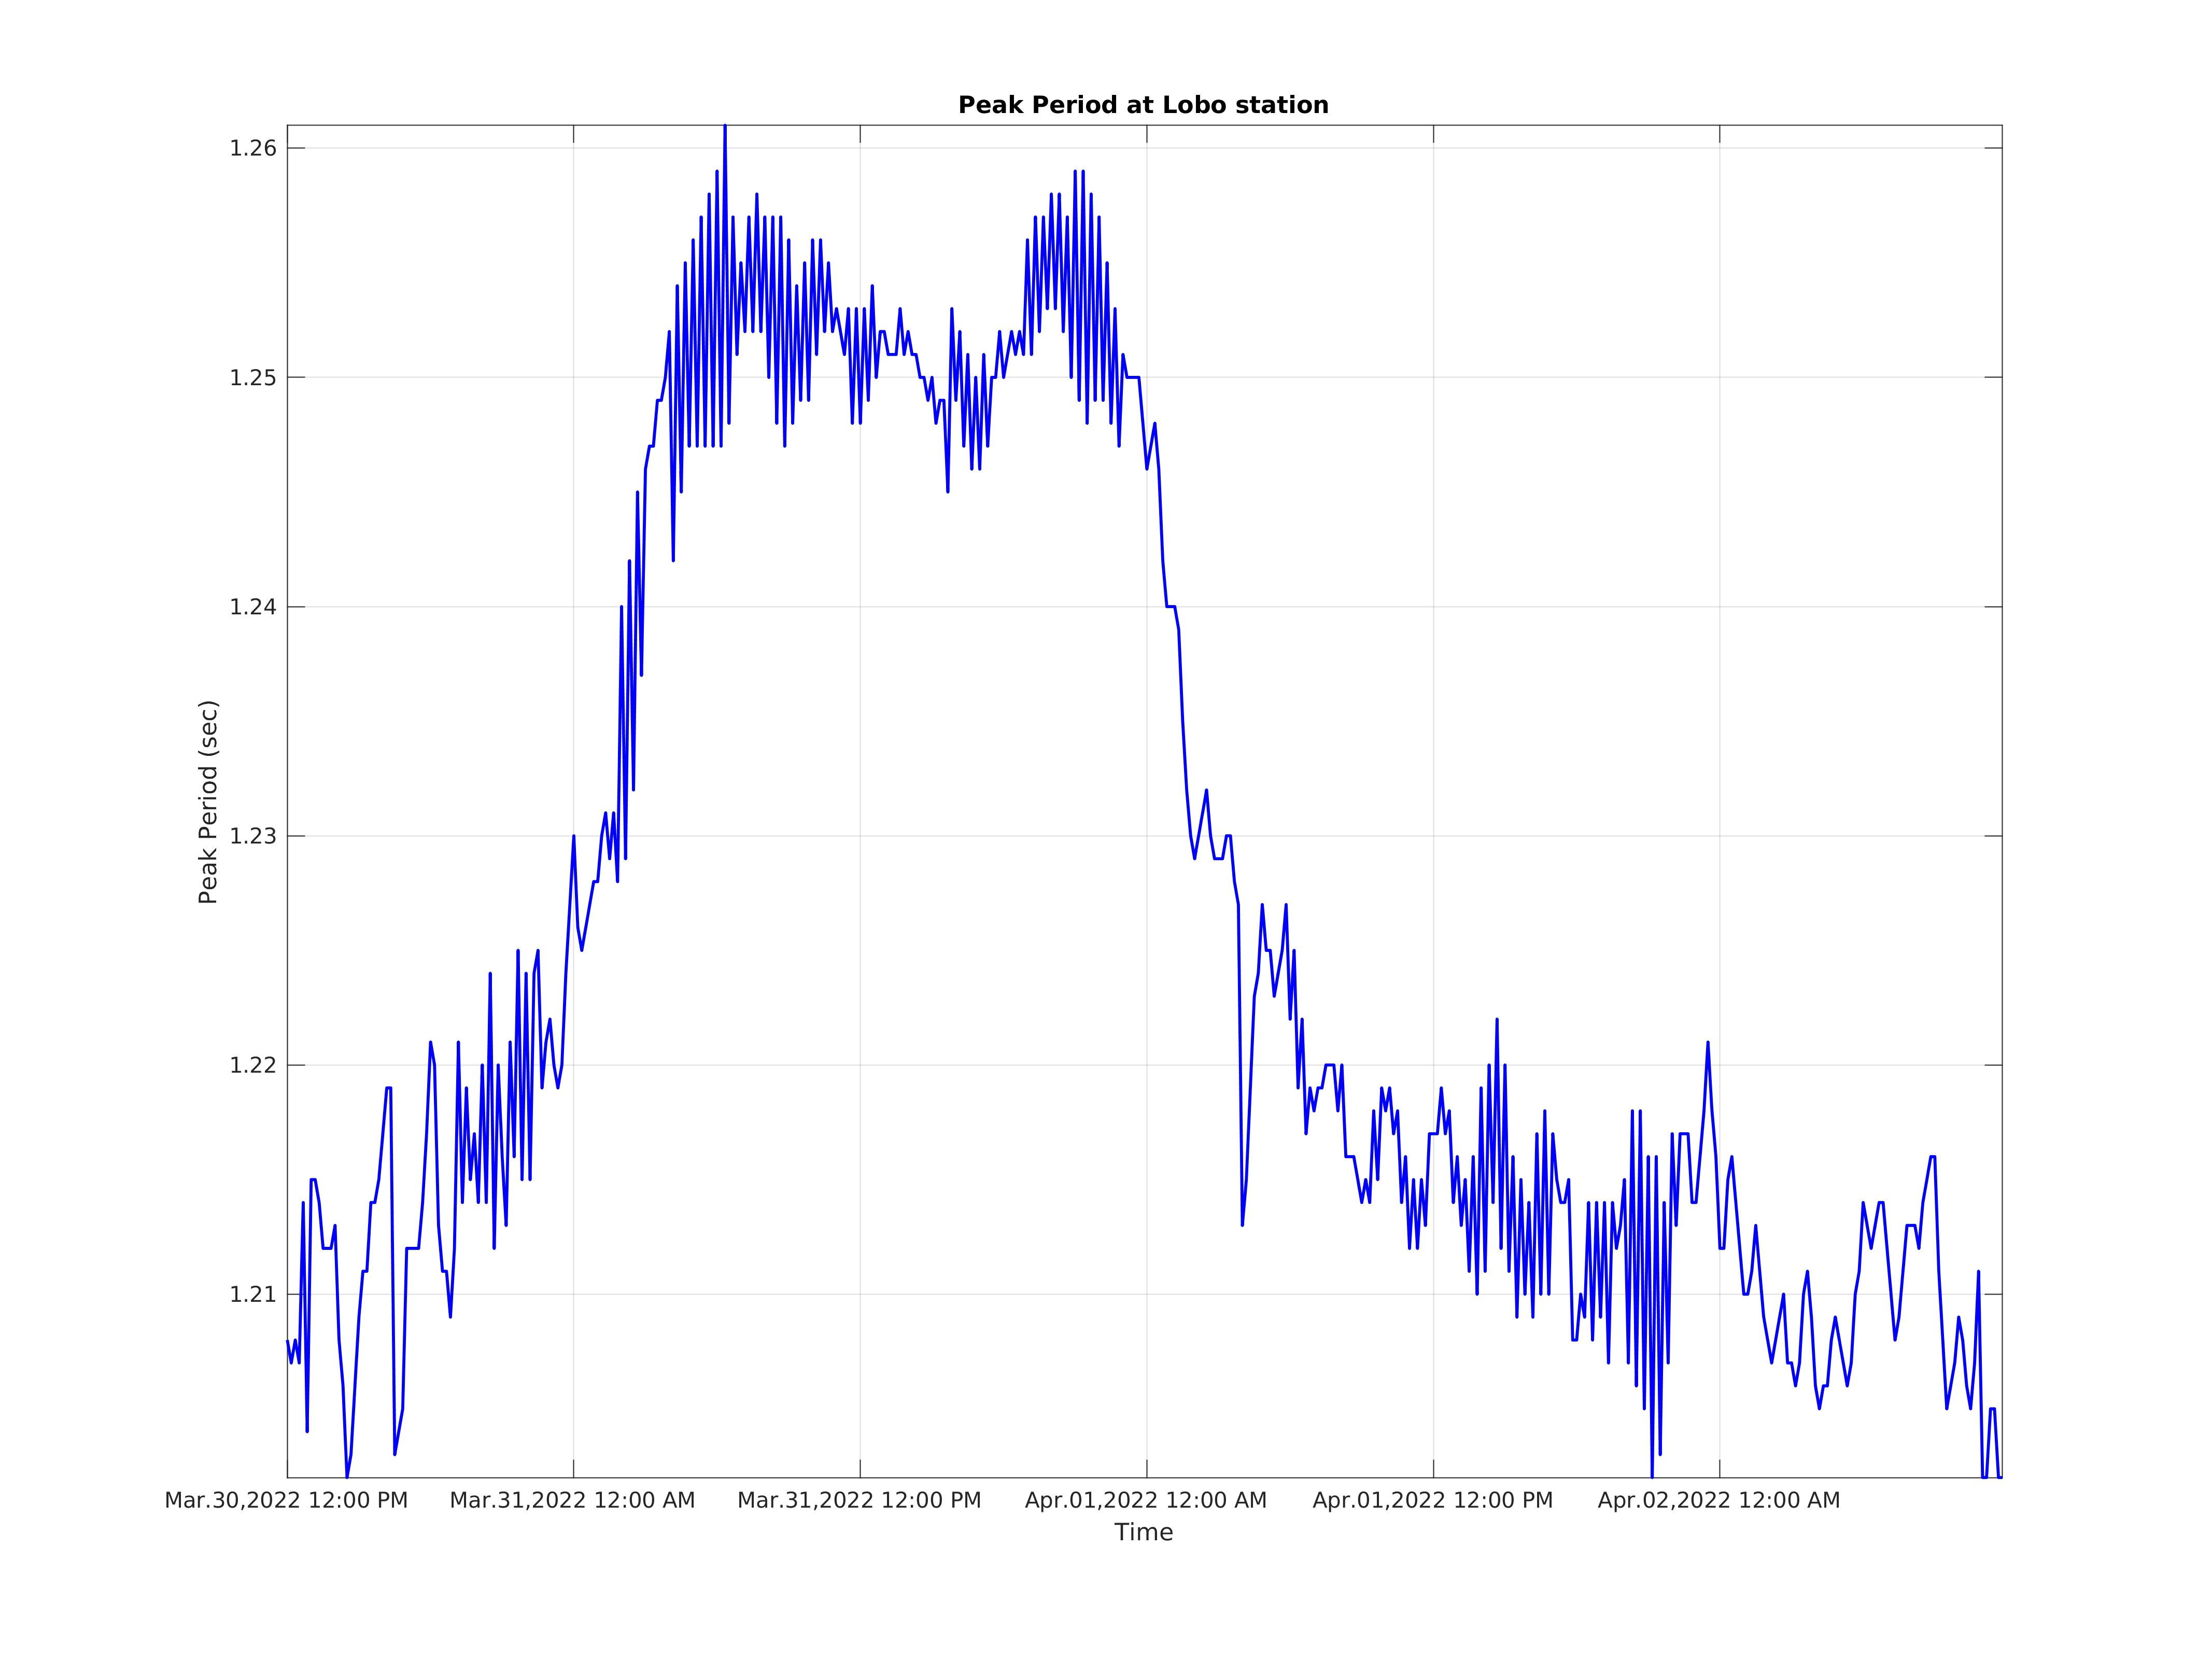 Peak Period at Lobo station
Peak Period (sec)
1.26
1.25
1.24
1.23
1.22
1.21
Mar.30,2022 12:00 PM Mar.31,2022 12:00 AM Mar.31,2022 12:00 PM Apr.01,2022 12:00 AM Apr.01,2022 12:00 PM Apr.02,2022 12:00 AM
Time